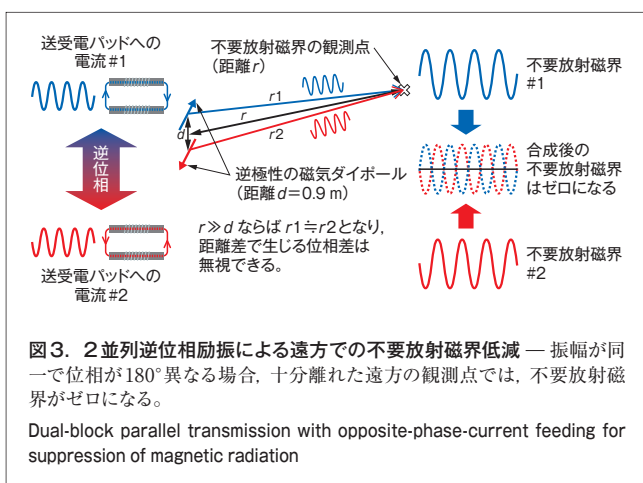 送受電パッドへの
電流#1
不要放射磁界の観測点
（距離r）
不要放射磁界
#1
r1
r
r2
d
逆位相
逆極性の磁気ダイポール
（距離d＝0.9 m）
合成後の
不要放射磁界
はゼロになる
r≫d ならば r1≒r2となり，
距離差で生じる位相差は
無視できる。
送受電パッドへの
電流#2
不要放射磁界
#2
図3．2並列逆位相励振による遠方での不要放射磁界低減 ― 振幅が同
一で位相が180°異なる場合，十分離れた遠方の観測点では，不要放射磁
界がゼロになる。
Dual-block parallel transmission with opposite-phase-current feeding for
suppression of magnetic radiation